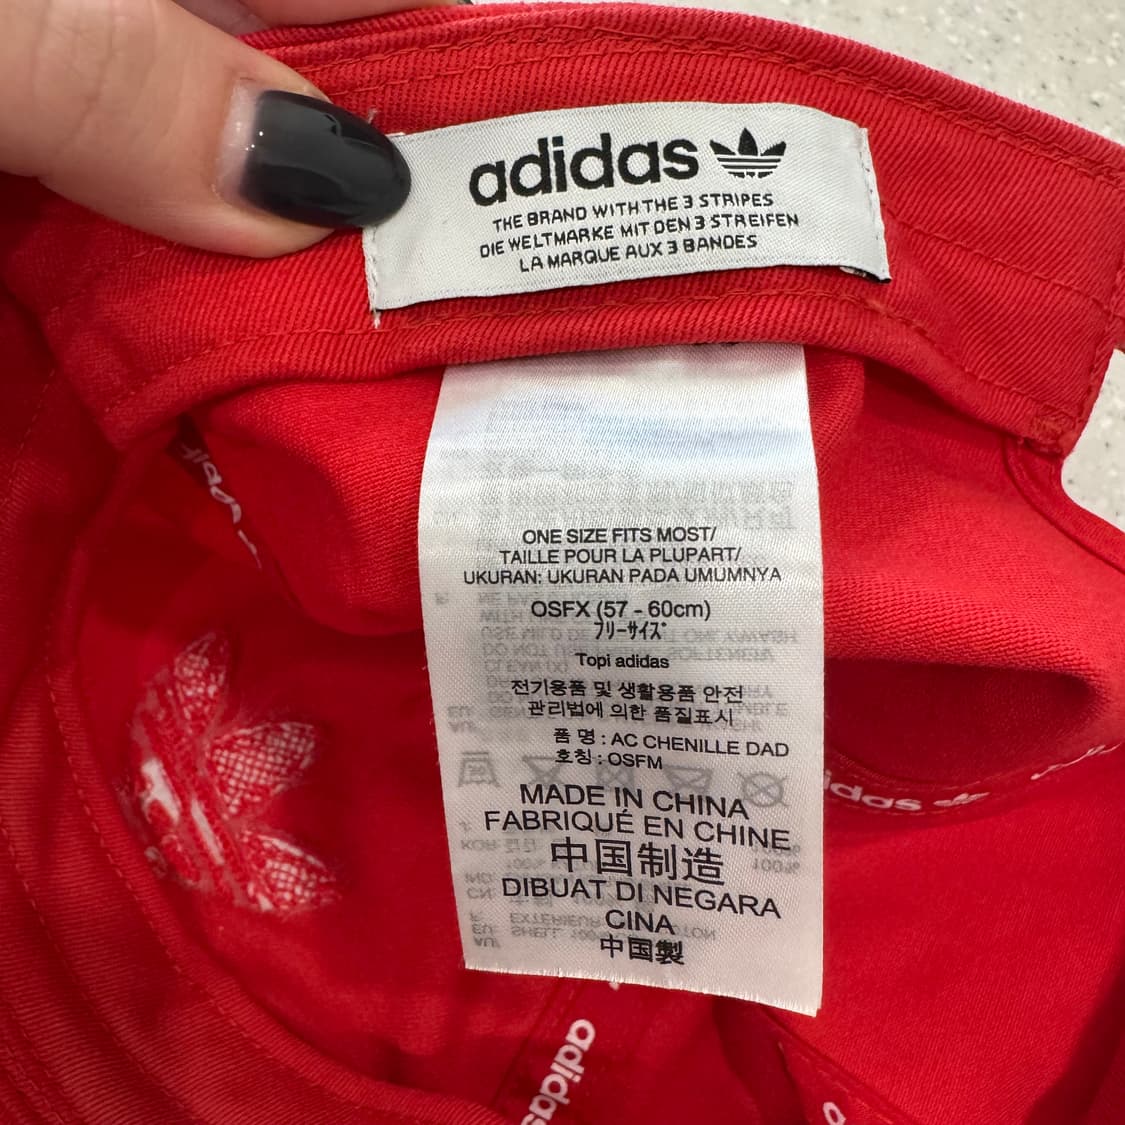 adidas
THE BRAND WITH THE 3 STRIPES
DIE WELTMARKE MIT DEN 3 STREIFEN
LA MARQUE AUX 3 BANDES
ONE SIZE FITS MOST/
TAILLE POUR LA PLUPART/
UKURAN: UKURAN PADA UMUMNYA
OSFX (57 - 60cm)
ﾌﾘｰｻｲｽﾞ
Topi adidas
전기용품 및 생활용품 안전
관리법에 의한 품질표시
품 명 : AC CHENILLE DAD
호칭 : OSFM
MADE IN CHINA
FABRIQUÉ EN CHINE
中国制造
DIBUAT DI NEGARA
CINA
中国製
adidas
adidas
adidas